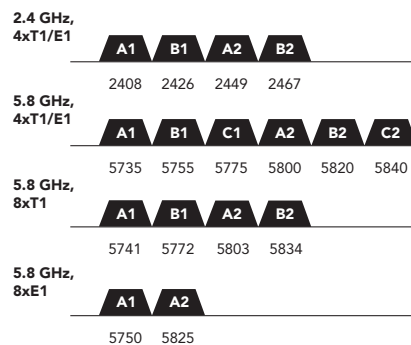 2.4 GHz,
4xT1/E1
A1 B1 A2 B2
2408 2426 2449 2467
5.8 GHz,
4xT1/E1
A1 B1 C1 A2 B2 C2
5735 5755 5775 5800 5820 5840
5.8 GHz,
8xT1
A1 B1 A2 B2
5741 5772 5803 5834
5.8 GHz,
8xE1
A1 A2
5750 5825